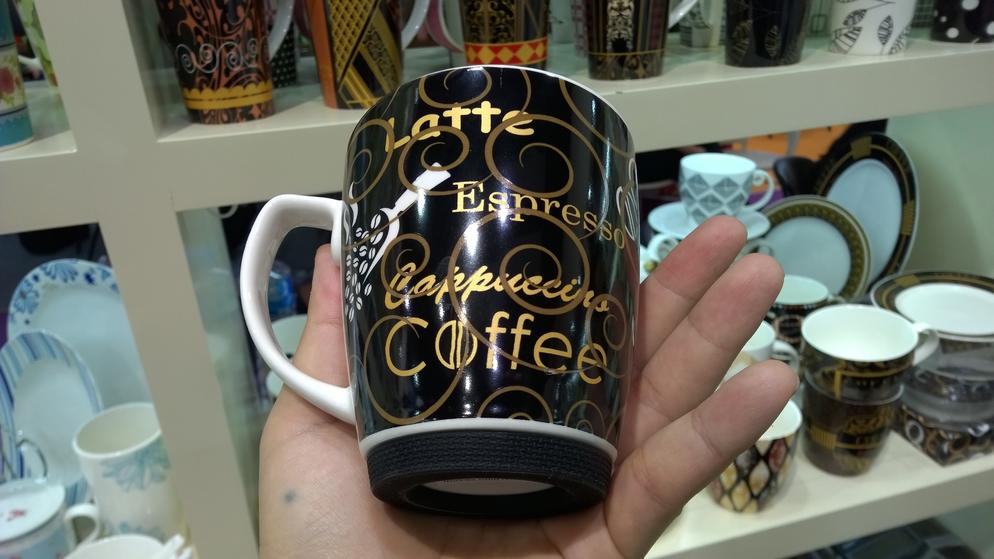 Latte
Espresso
Cappuccino
Coffee